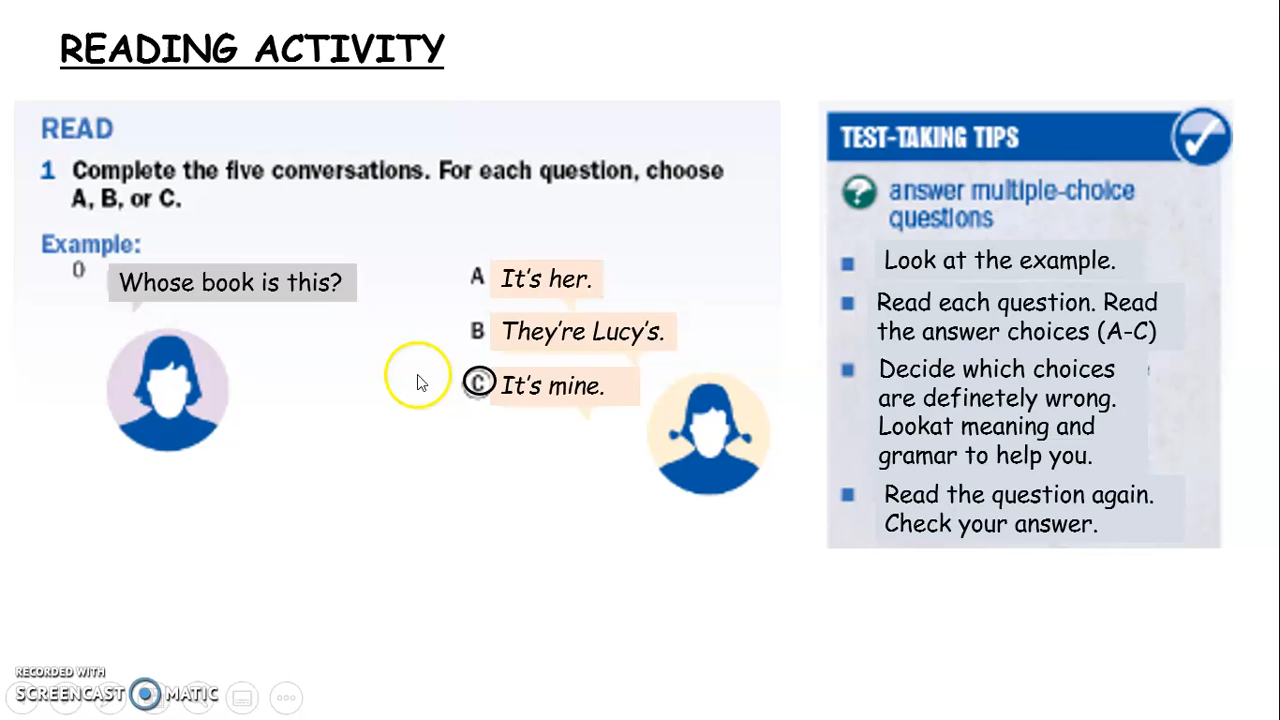 READING ACTIVITY
READ
1 Complete the five conversations. For each question, choose
A, B, or C.
Example:
0 Whose book is this?
A It's her.
B They're Lucy's.
C It's mine.
TEST-TAKING TIPS
? answer multiple-choice
questions
Look at the example.
Read each question. Read
the answer choices (A-C)
Decide which choices
are definetely wrong.
Lookat meaning and
gramar to help you.
Read the question again.
Check your answer.
RECORDED WITH
SCREENCAST MATIC